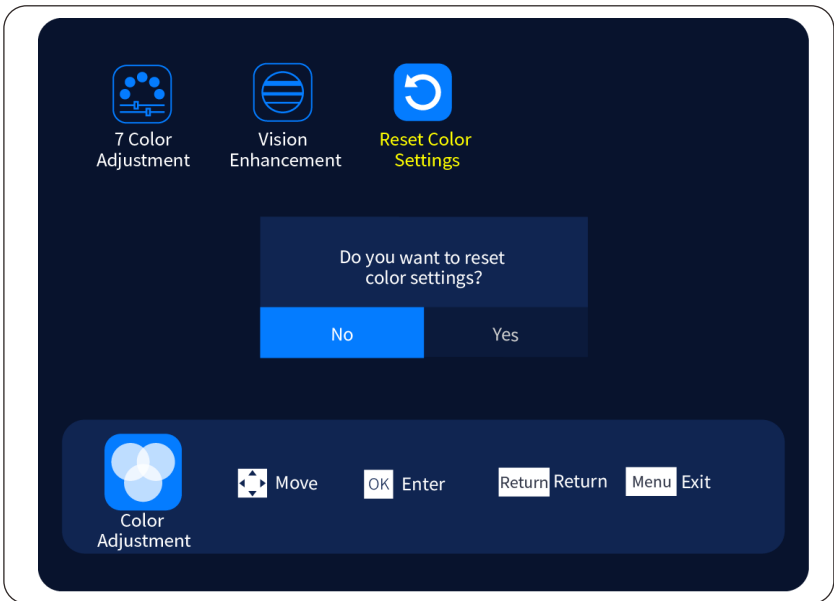 7 Color
Adjustment
Vision
Enhancement
Reset Color
Settings
Do you want to reset
color settings?
No
Yes
Color
Adjustment
Move
OK Enter
Return Return
Menu Exit